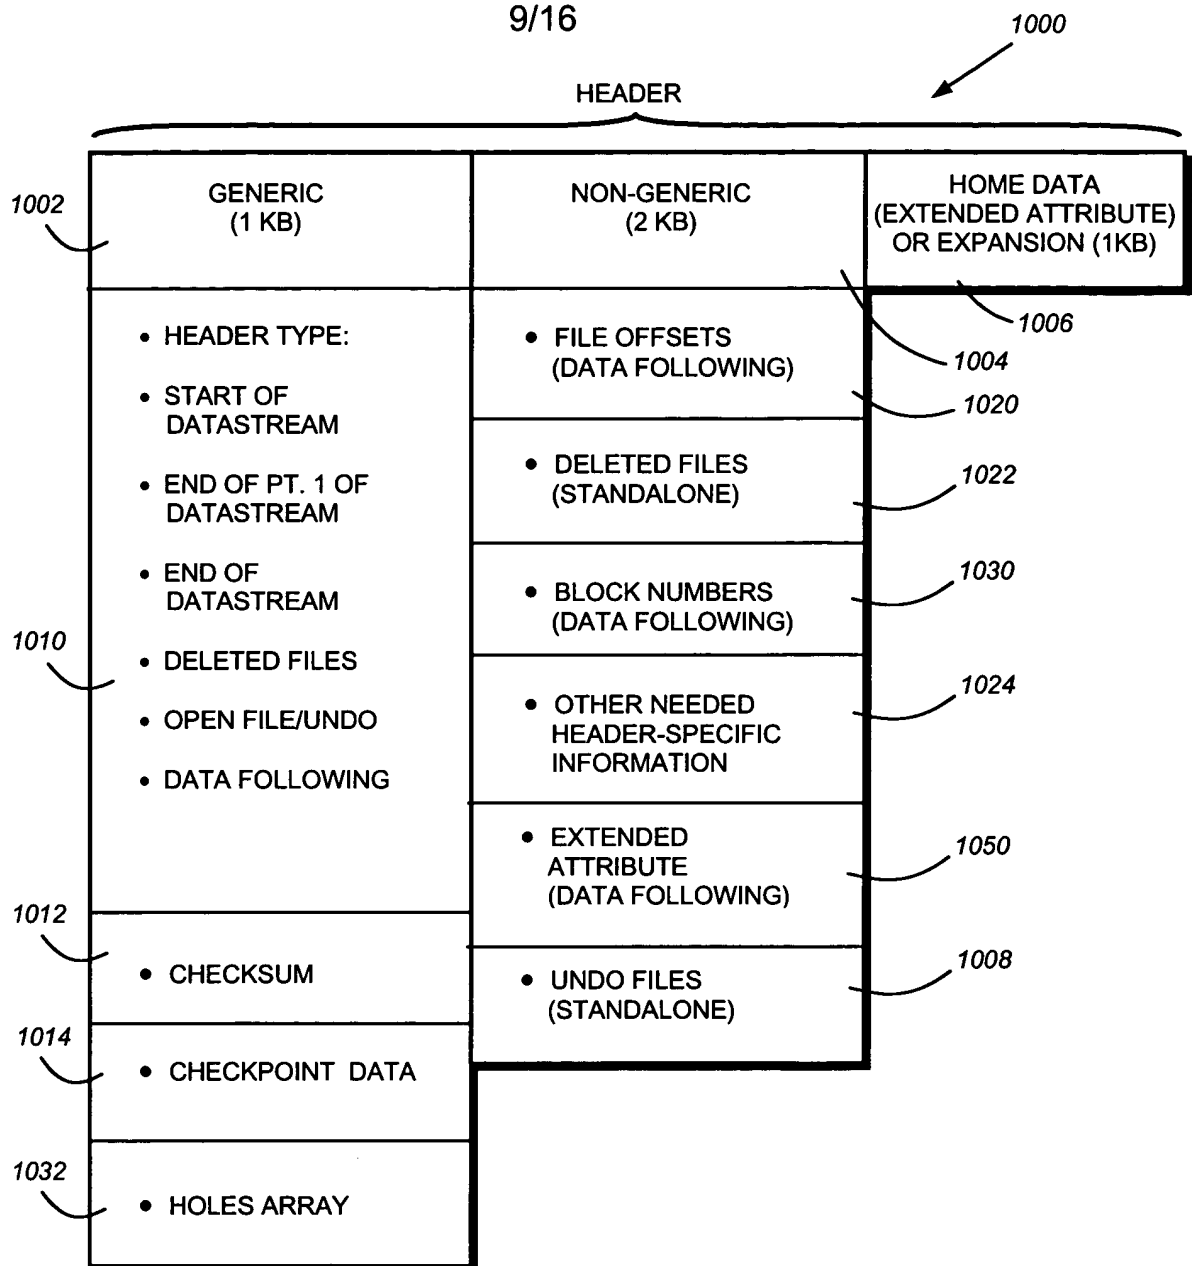 9/16
1000
HEADER
GENERIC
(1 KB)
NON-GENERIC
(2 KB)
HOME DATA
(EXTENDED ATTRIBUTE)
OR EXPANSION (1KB)
1002
1006
1004
• HEADER TYPE:
• START OF
DATASTREAM
• END OF PT. 1 OF
DATASTREAM
• END OF
DATASTREAM
• DELETED FILES
• OPEN FILE/UNDO
• DATA FOLLOWING
1010
• CHECKSUM
1012
• CHECKPOINT DATA
1014
• HOLES ARRAY
1032
• FILE OFFSETS
(DATA FOLLOWING)
1020
• DELETED FILES
(STANDALONE)
1022
• BLOCK NUMBERS
(DATA FOLLOWING)
1030
• OTHER NEEDED
HEADER-SPECIFIC
INFORMATION
1024
• EXTENDED
ATTRIBUTE
(DATA FOLLOWING)
1050
• UNDO FILES
(STANDALONE)
1008